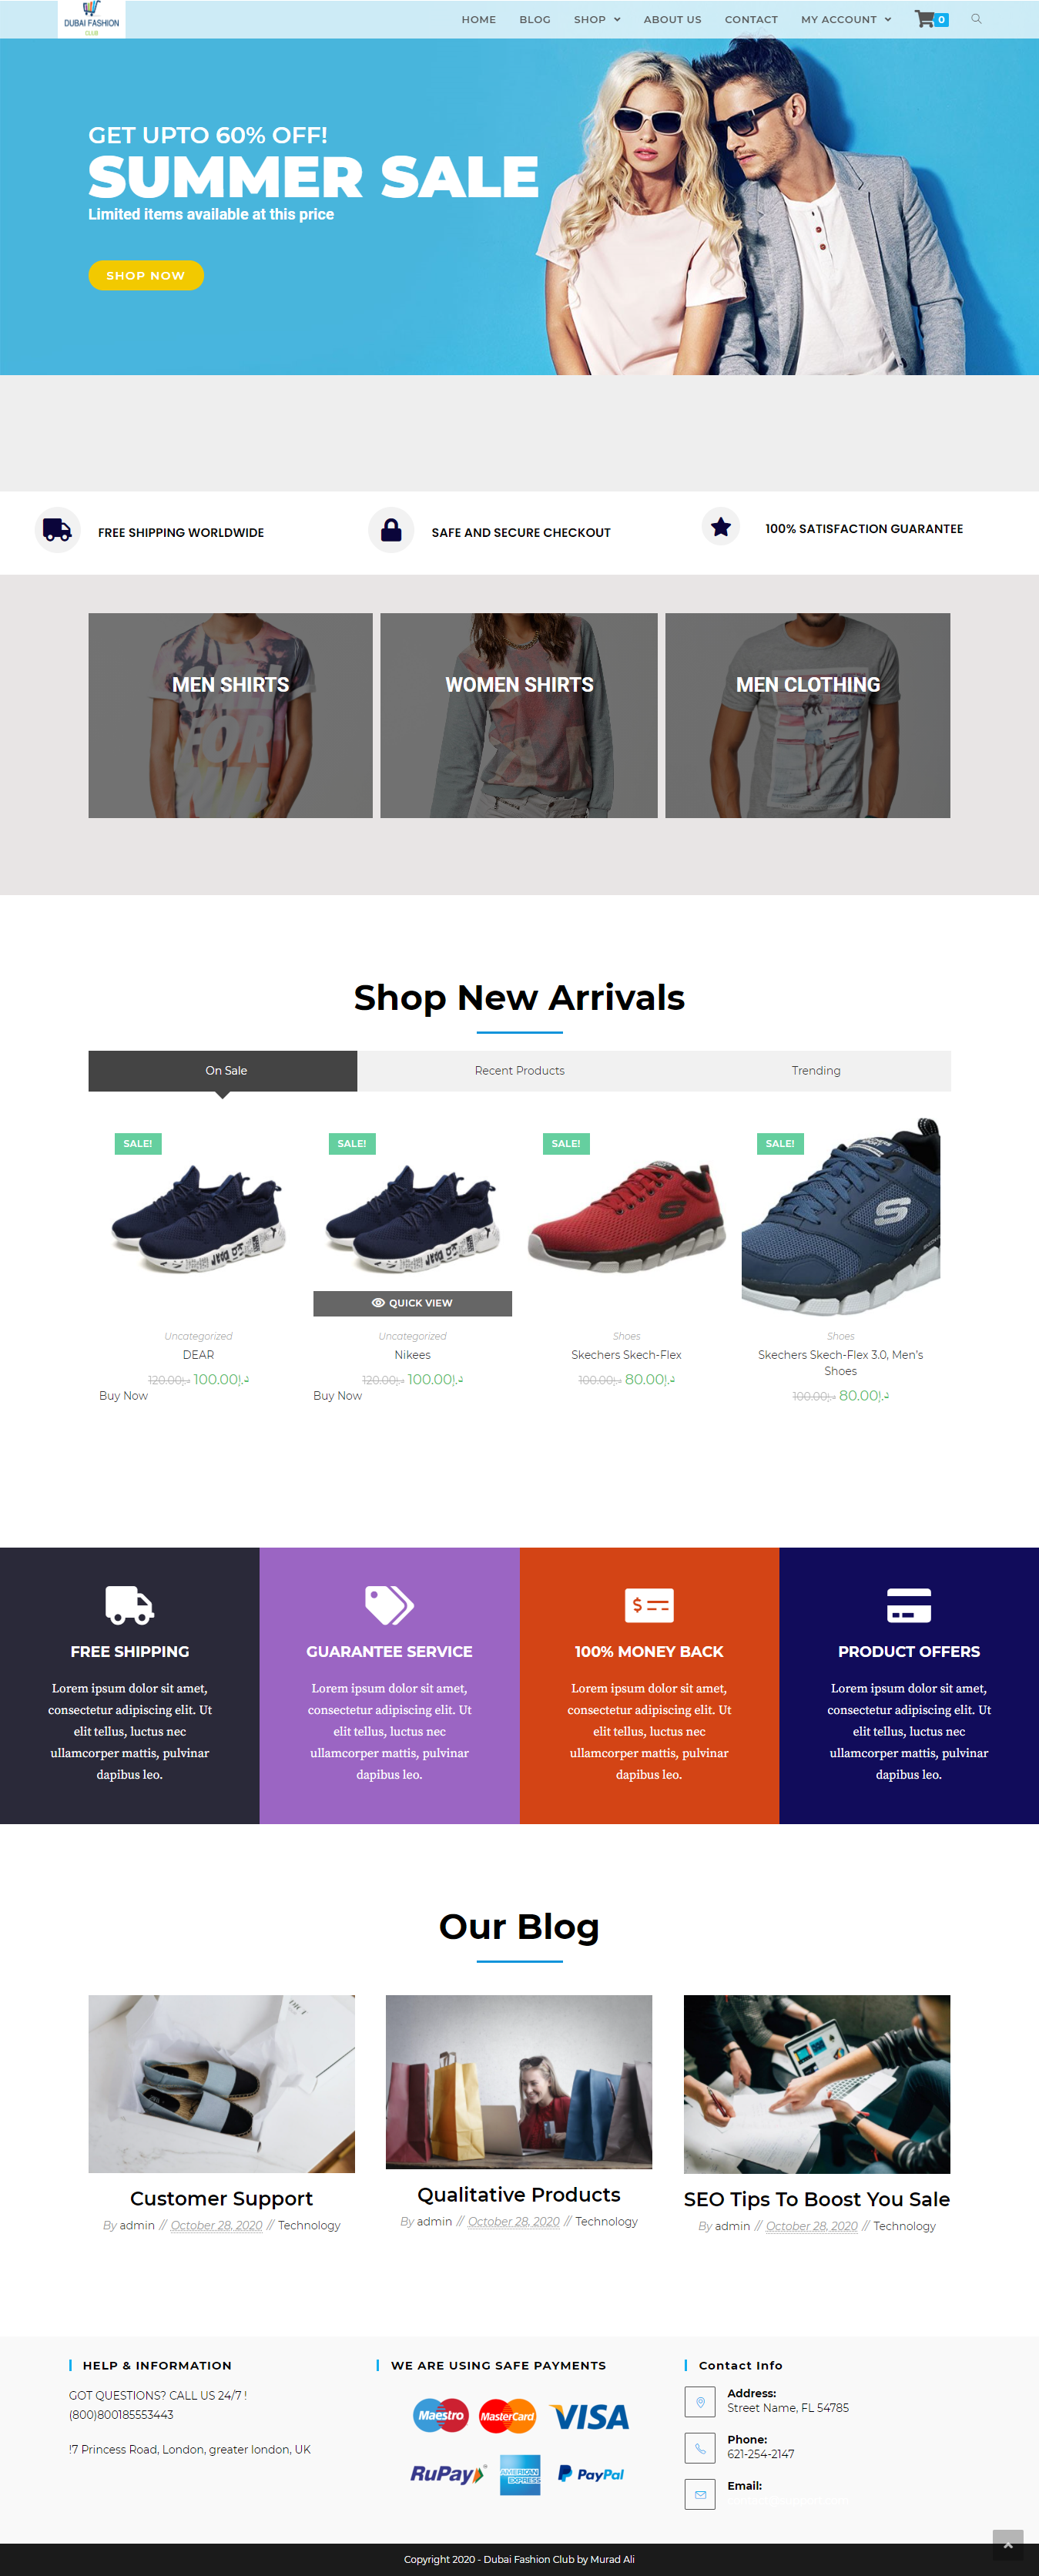 DUBAI FASHION
CLUB
HOME BLOG SHOP ABOUT US CONTACT MY ACCOUNT 0
GET UPTO 60% OFF!
SUMMER SALE
Limited items available at this price
SHOP NOW
FREE SHIPPING WORLDWIDE
SAFE AND SECURE CHECKOUT
100% SATISFACTION GUARANTEE
MEN SHIRTS
WOMEN SHIRTS
MEN CLOTHING
Shop New Arrivals
On Sale Recent Products Trending
SALE!
SALE!
SALE!
SALE!
QUICK VIEW
Uncategorized
DEAR
120.00د.إ 100.00د.إ
Buy Now
Uncategorized
Nikees
120.00د.إ 100.00د.إ
Buy Now
Shoes
Skechers Skech-Flex
100.00د.إ 80.00د.إ
Shoes
Skechers Skech-Flex 3.0, Men's
Shoes
100.00د.إ 80.00د.إ
FREE SHIPPING
Lorem ipsum dolor sit amet,
consectetur adipiscing elit. Ut
elit tellus, luctus nec
ullamcorper mattis, pulvinar
dapibus leo.
GUARANTEE SERVICE
Lorem ipsum dolor sit amet,
consectetur adipiscing elit. Ut
elit tellus, luctus nec
ullamcorper mattis, pulvinar
dapibus leo.
100% MONEY BACK
Lorem ipsum dolor sit amet,
consectetur adipiscing elit. Ut
elit tellus, luctus nec
ullamcorper mattis, pulvinar
dapibus leo.
PRODUCT OFFERS
Lorem ipsum dolor sit amet,
consectetur adipiscing elit. Ut
elit tellus, luctus nec
ullamcorper mattis, pulvinar
dapibus leo.
Our Blog
Customer Support
By admin // October 28, 2020 // Technology
Qualitative Products
By admin // October 28, 2020 // Technology
SEO Tips To Boost You Sale
By admin // October 28, 2020 // Technology
HELP & INFORMATION
GOT QUESTIONS? CALL US 24/7 !
(800)800185553443
!7 Princess Road, London, greater london, UK
WE ARE USING SAFE PAYMENTS
Maestro MasterCard VISA
RuPay AMERICAN EXPRESS PayPal
Contact Info
Address:
Street Name, FL 54785
Phone:
621-254-2147
Email:
Copyright 2020 - Dubai Fashion Club by Murad Ali